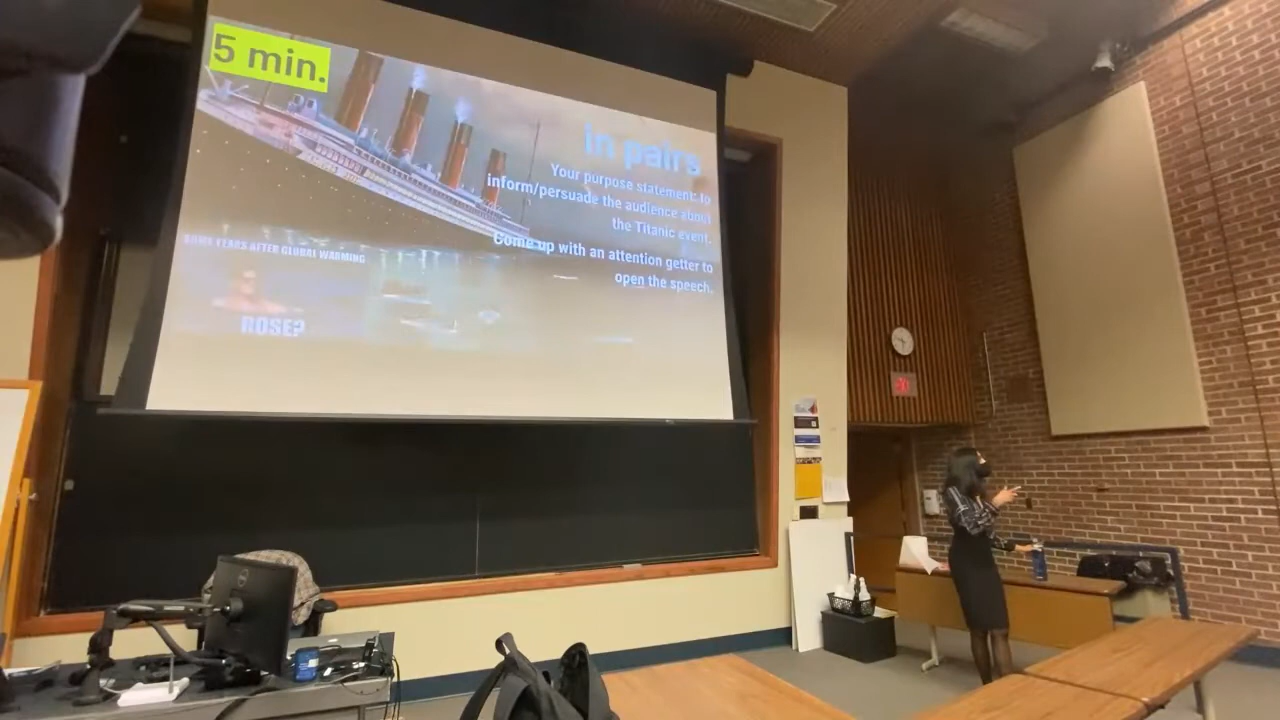 5 min.
in pairs
Your purpose statement: to
inform/persuade the audience about
the Titanic event.
Come up with an attention getter to
open the speech.
SOME YEARS AFTER GLOBAL WARMING
ROSE?
DELL